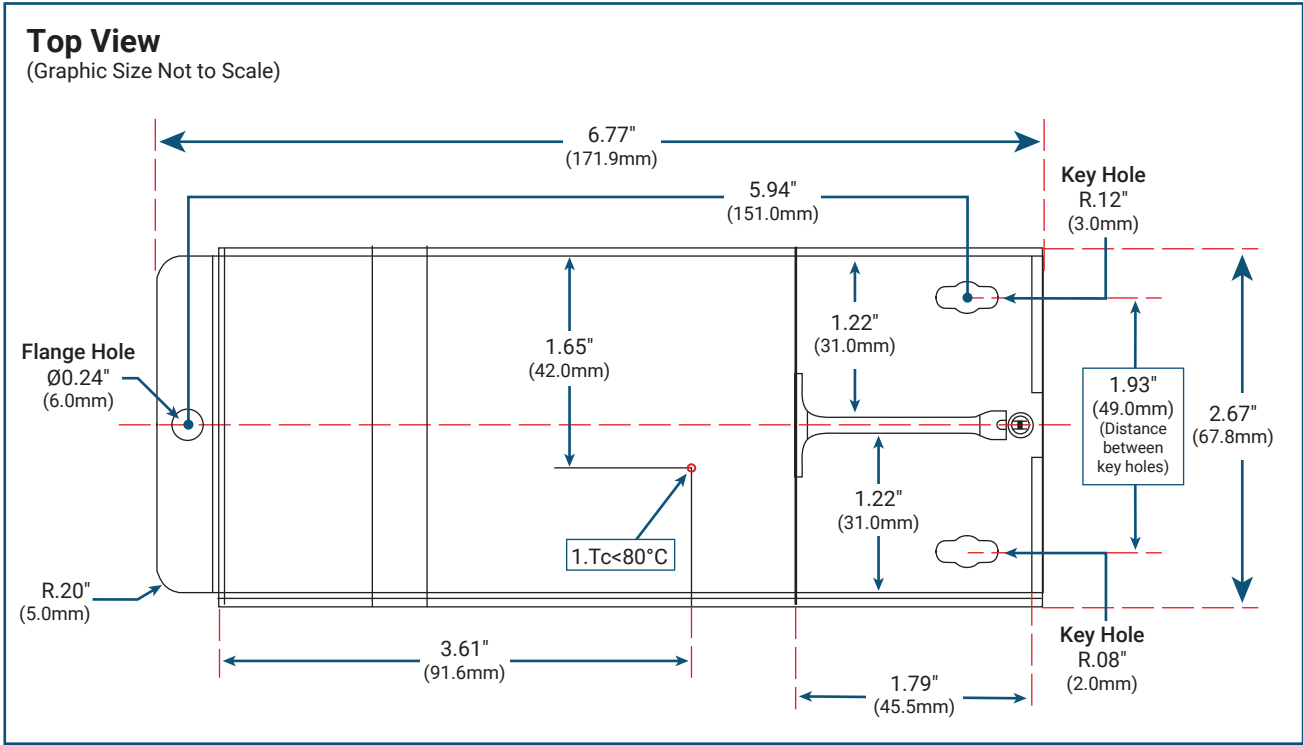 Top View
(Graphic Size Not to Scale)
6.77"
(171.9mm)
5.94"
(151.0mm)
Key Hole
R.12"
(3.0mm)
Flange Hole
Ø0.24"
(6.0mm)
1.65"
(42.0mm)
1.22"
(31.0mm)
1.93"
(49.0mm)
(Distance
between
key holes)
2.67"
(67.8mm)
1.22"
(31.0mm)
1.Tc<80°C
R.20"
(5.0mm)
3.61"
(91.6mm)
1.79"
(45.5mm)
Key Hole
R.08"
(2.0mm)